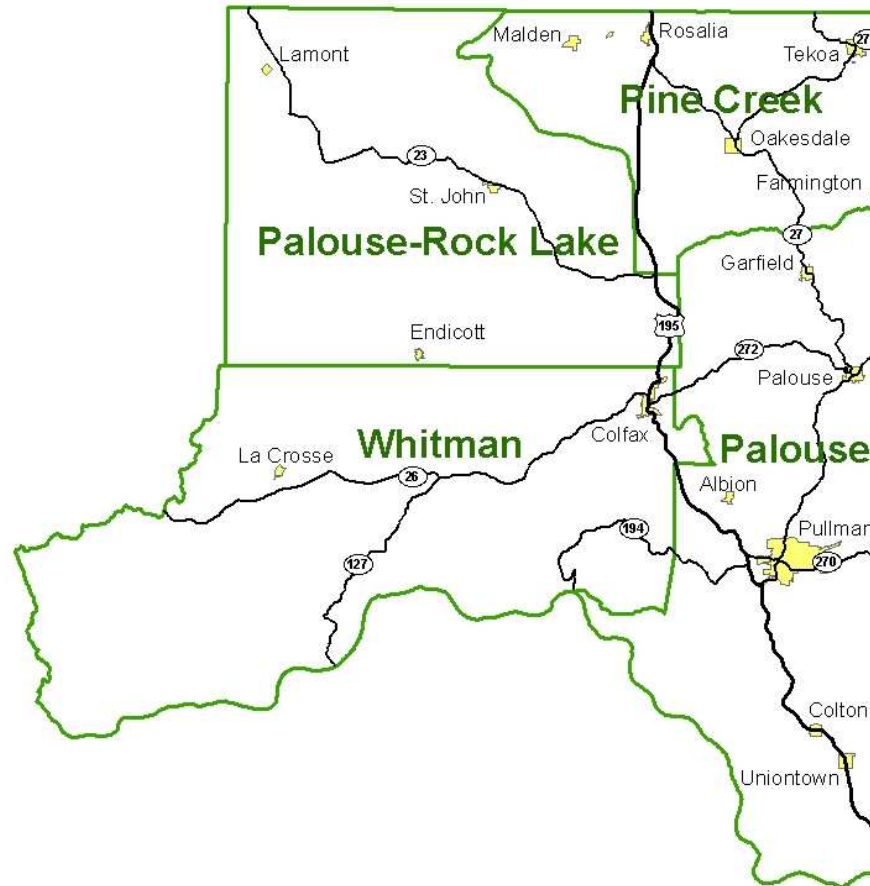 Malden
Rosalia
27
Lamont
Tekoa
Pine Creek
Oakesdale
23
St. John
Farmington
27
Palouse-Rock Lake
Garfield
195
Endicott
272
Palouse
Colfax
Whitman
Palouse
La Crosse
26
Albion
194
Pullman
127
270
Colton
Uniontown